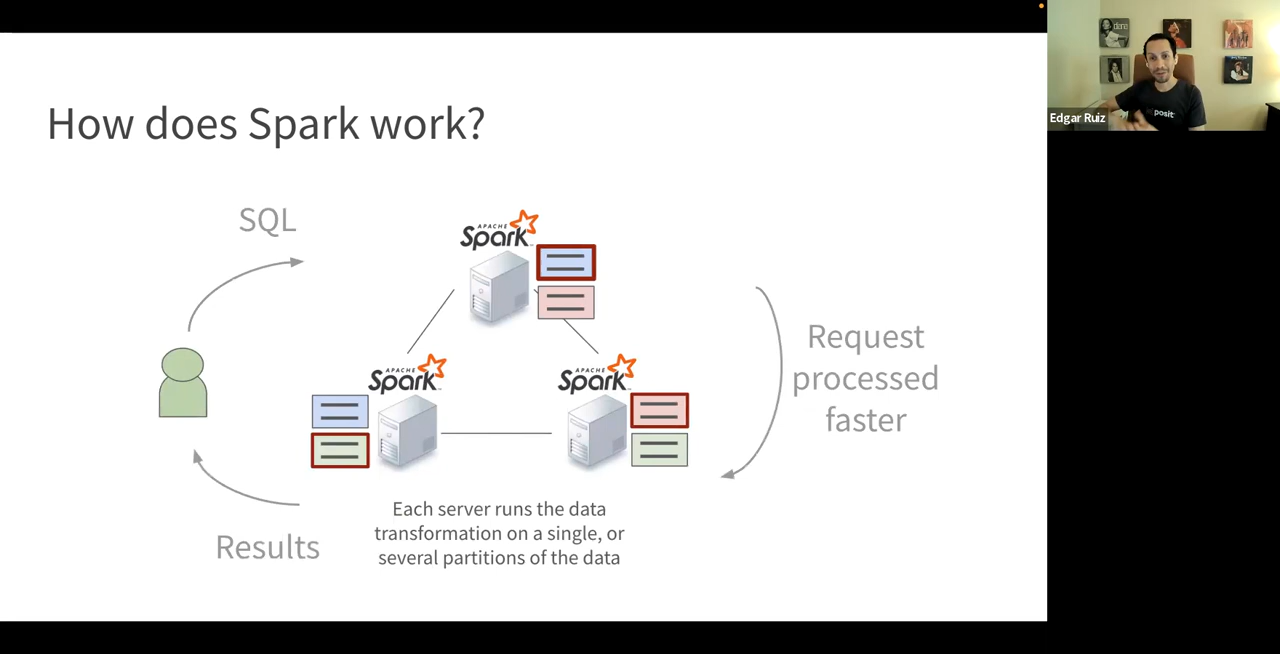 How does Spark work?
SQL
APACHE
Spark
APACHE
Spark
APACHE
Spark
Request
processed
faster
Each server runs the data
transformation on a single, or
several partitions of the data
Results
posit
Edgar Ruiz